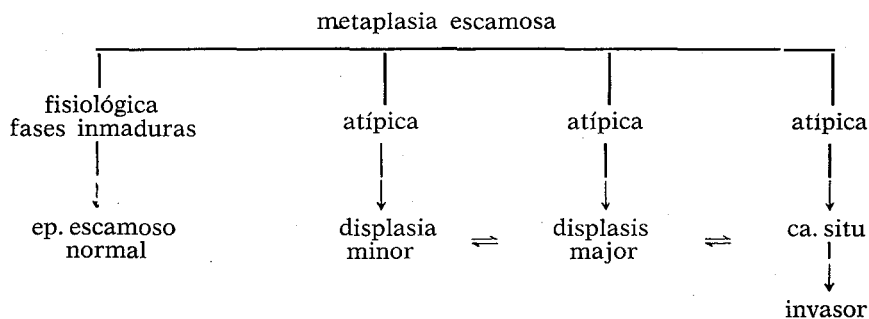 metaplasia escamosa
fisiológica
fases inmaduras
atípica
atípica
atípica
ep. escamoso
normal
displasia
minor
⇌
displasis
major
⇌
ca. situ
invasor